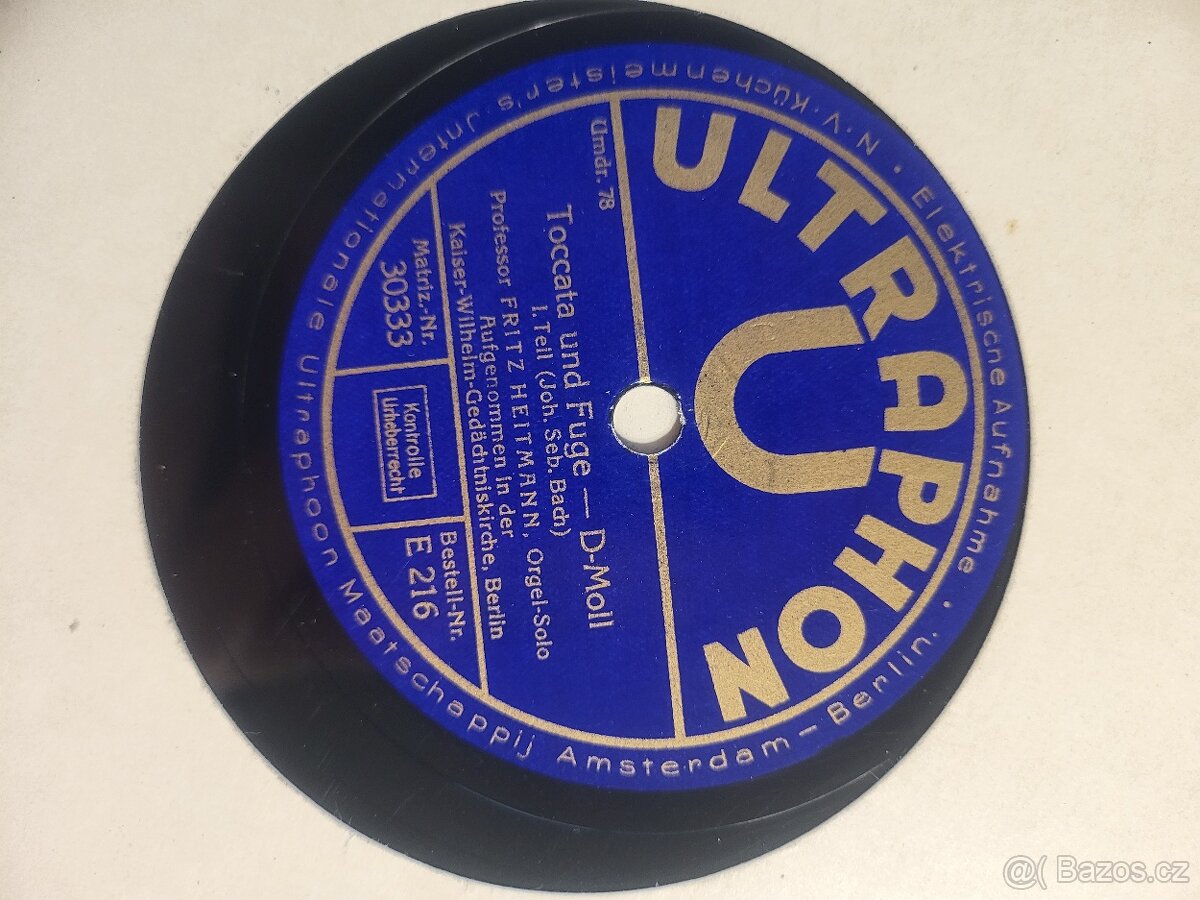 Elektrische Aufnahme
ULTRAPHON
U
Umdr. 78
Toccata und Fuge — D-Moll
I. Teil (Joh. Seb. Bach)
Professor FRITZ HEITMANN, Orgel-Solo
Aufgenommen in der
Kaiser-Wilhelm-Gedächtniskirche, Berlin
Matriz.-Nr.
30333
Kontrolle
Urheberrecht
Bestell-Nr.
E 216
N.V. Küchenmeister's Jnternationale Ultraphoon Maatschappij Amsterdam — Berlin.
@( Bazos.cz